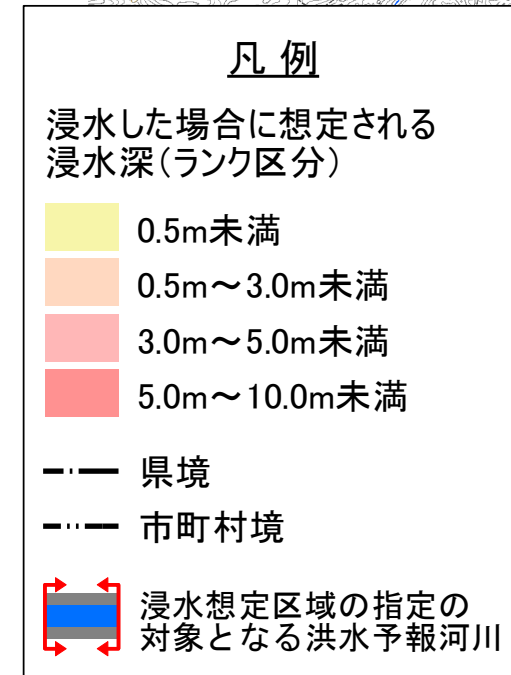 凡例
浸水した場合に想定される
浸水深(ランク区分)
0.5m未満
0.5m～3.0m未満
3.0m～5.0m未満
5.0m～10.0m未満
県境
市町村境
浸水想定区域の指定の
対象となる洪水予報河川